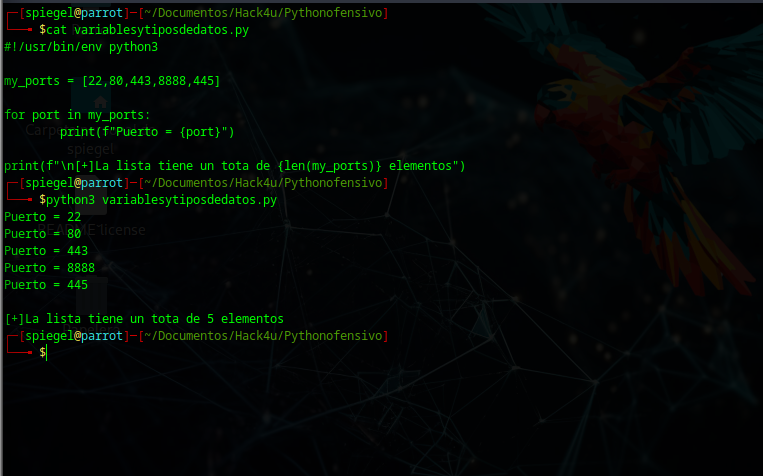 ┌─[spiegel@parrot]─[~/Documentos/Hack4u/Pythonofensivo]
└──╼ $cat variablesytiposdedatos.py
#!/usr/bin/env python3

my_ports = [22,80,443,8888,445]

for port in my_ports:
        print(f"Puerto = {port}")

print(f"\n[+]La lista tiene un tota de {len(my_ports)} elementos")
┌─[spiegel@parrot]─[~/Documentos/Hack4u/Pythonofensivo]
└──╼ $python3 variablesytiposdedatos.py
Puerto = 22
Puerto = 80
Puerto = 443
Puerto = 8888
Puerto = 445

[+]La lista tiene un tota de 5 elementos
┌─[spiegel@parrot]─[~/Documentos/Hack4u/Pythonofensivo]
└──╼ $
spiegel
README license